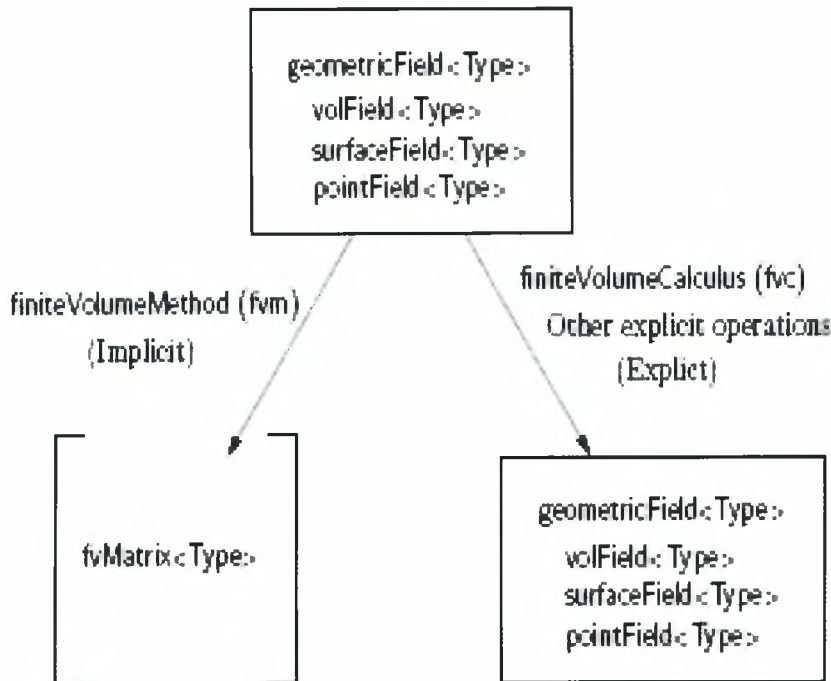 geometricField<Type>
volField<Type>
surfaceField<Type>
pointField<Type>
finiteVolumeMethod (fvm)
(Implicit)
finiteVolumeCalculus (fvc)
Other explicit operations
(Explict)
fvMatrix<Type>
geometricField<Type>
volField<Type>
surfaceField<Type>
pointField<Type>